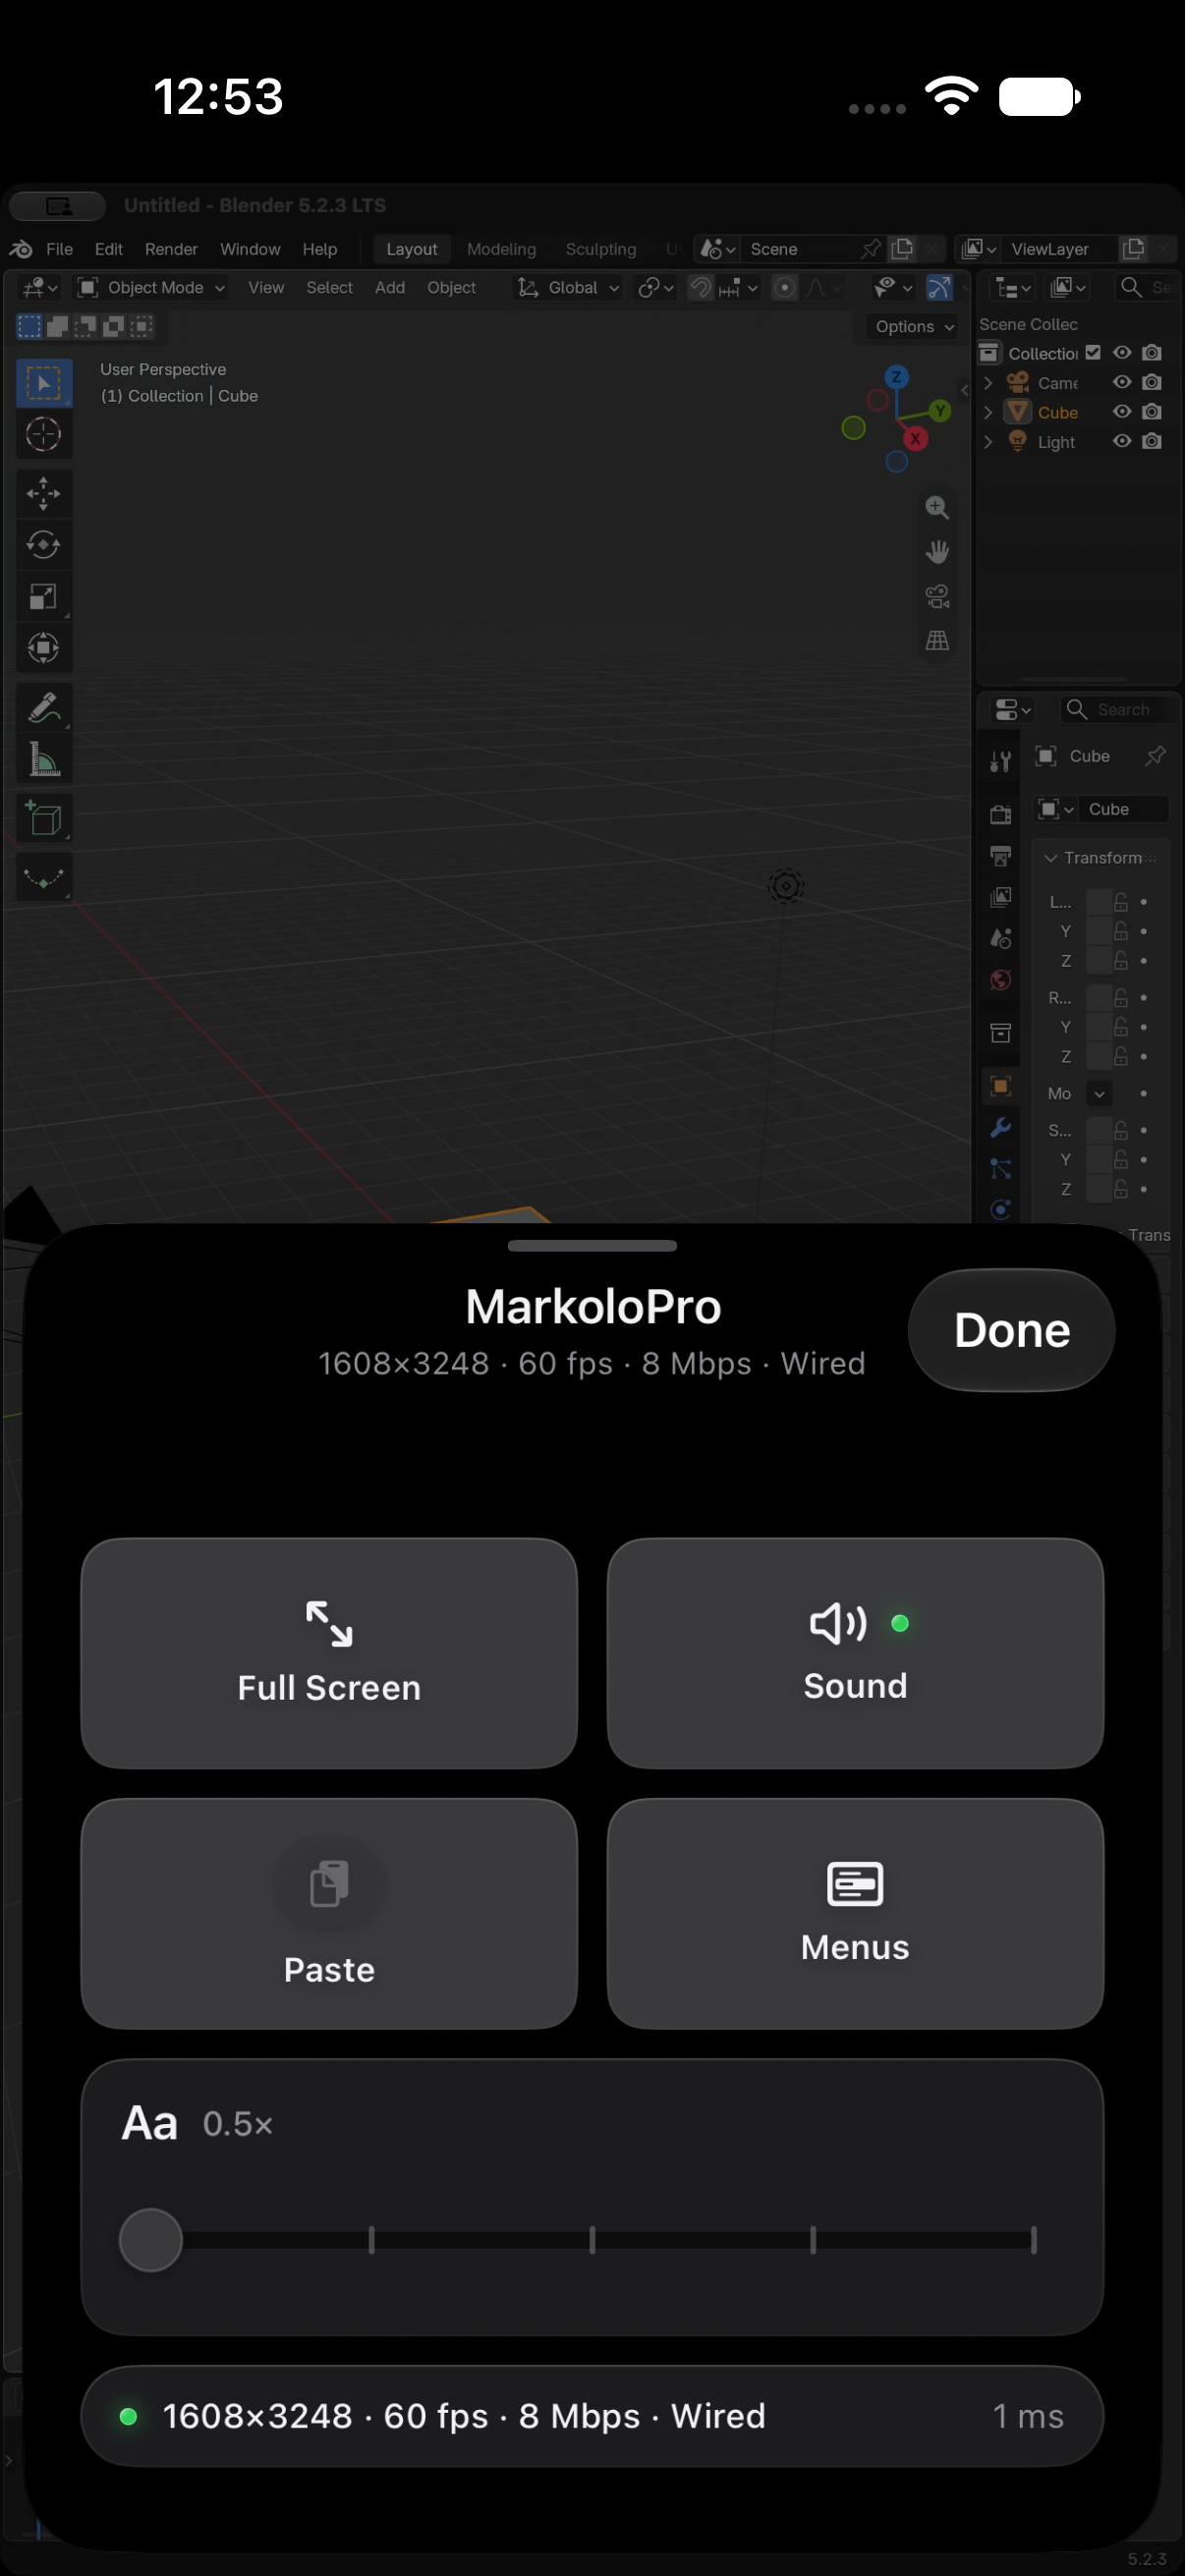 12:53
Untitled - Blender 5.2.3 LTS
File Edit Render Window Help Layout Modeling Sculpting Scene ViewLayer
Object Mode View Select Add Object Global
Options
User Perspective
(1) Collection | Cube
Z
Y
X
Scene Collec
Collectio
Came
Cube
Light
Search
Cube
Cube
Transform
L...
Y
Z
R...
Y
Z
Mo
S...
Y
Z
Trans
MarkoloPro
1608×3248 · 60 fps · 8 Mbps · Wired
Done
Full Screen
Sound
Paste
Menus
Aa 0.5×
1608×3248 · 60 fps · 8 Mbps · Wired 1 ms
5.2.3